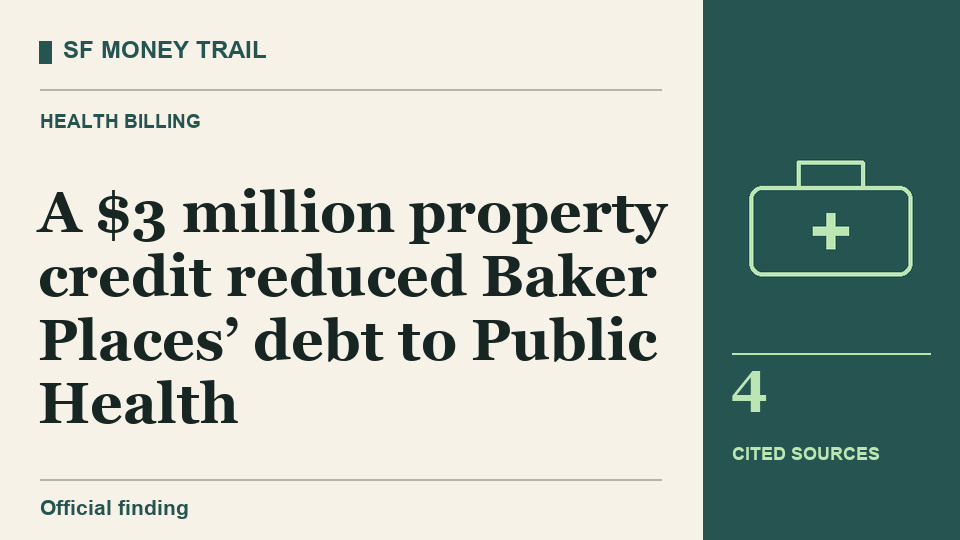 SF MONEY TRAIL
HEALTH BILLING
A $3 million property
credit reduced Baker
Places’ debt to Public
Health
Official finding
4
CITED SOURCES